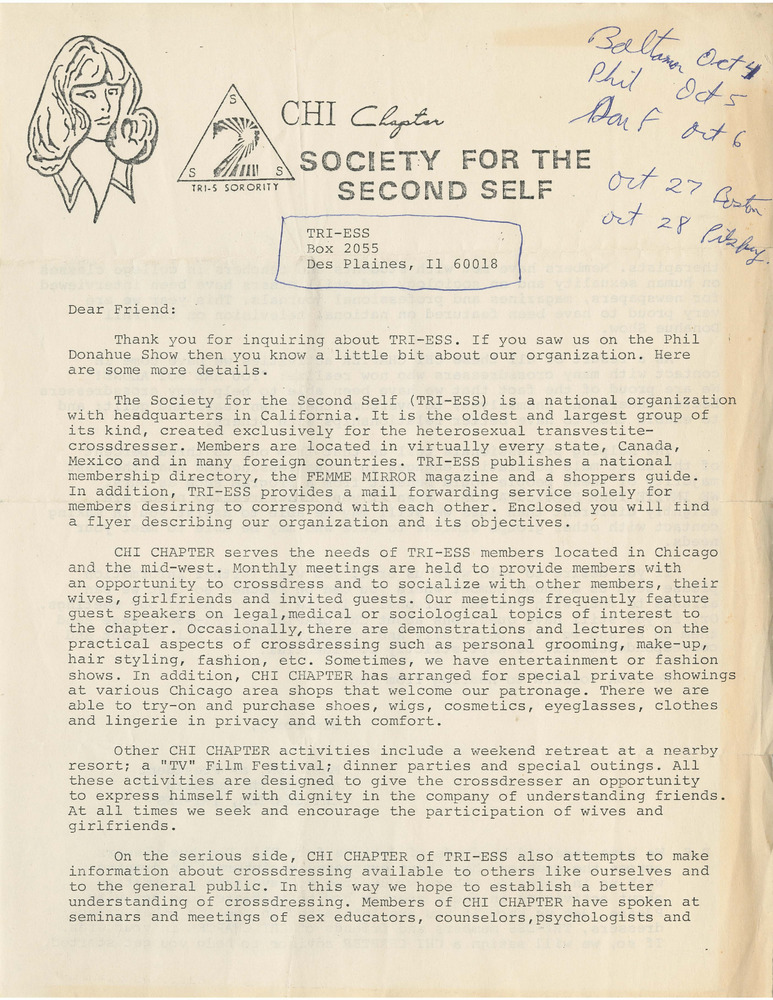 Oct 4
Phil Oct 5
Oct 6
CHI Chapter
S
S S
TRI-S SORORITY
SOCIETY FOR THE
SECOND SELF
Oct 27 Boston
Oct 28
TRI-ESS
Box 2055
Des Plaines, Il 60018
Dear Friend:
Thank you for inquiring about TRI-ESS. If you saw us on the Phil
Donahue Show then you know a little bit about our organization. Here
are some more details.
The Society for the Second Self (TRI-ESS) is a national organization
with headquarters in California. It is the oldest and largest group of
its kind, created exclusively for the heterosexual transvestite-
crossdresser. Members are located in virtually every state, Canada,
Mexico and in many foreign countries. TRI-ESS publishes a national
membership directory, the FEMME MIRROR magazine and a shoppers guide.
In addition, TRI-ESS provides a mail forwarding service solely for
members desiring to correspond with each other. Enclosed you will find
a flyer describing our organization and its objectives.
CHI CHAPTER serves the needs of TRI-ESS members located in Chicago
and the mid-west. Monthly meetings are held to provide members with
an opportunity to crossdress and to socialize with other members, their
wives, girlfriends and invited guests. Our meetings frequently feature
guest speakers on legal,medical or sociological topics of interest to
the chapter. Occasionally,there are demonstrations and lectures on the
practical aspects of crossdressing such as personal grooming, make-up,
hair styling, fashion, etc. Sometimes, we have entertainment or fashion
shows. In addition, CHI CHAPTER has arranged for special private showings
at various Chicago area shops that welcome our patronage. There we are
able to try-on and purchase shoes, wigs, cosmetics, eyeglasses, clothes
and lingerie in privacy and with comfort.
Other CHI CHAPTER activities include a weekend retreat at a nearby
resort; a "TV" Film Festival; dinner parties and special outings. All
these activities are designed to give the crossdresser an opportunity
to express himself with dignity in the company of understanding friends.
At all times we seek and encourage the participation of wives and
girlfriends.
On the serious side, CHI CHAPTER of TRI-ESS also attempts to make
information about crossdressing available to others like ourselves and
to the general public. In this way we hope to establish a better
understanding of crossdressing. Members of CHI CHAPTER have spoken at
seminars and meetings of sex educators, counselors,psychologists and